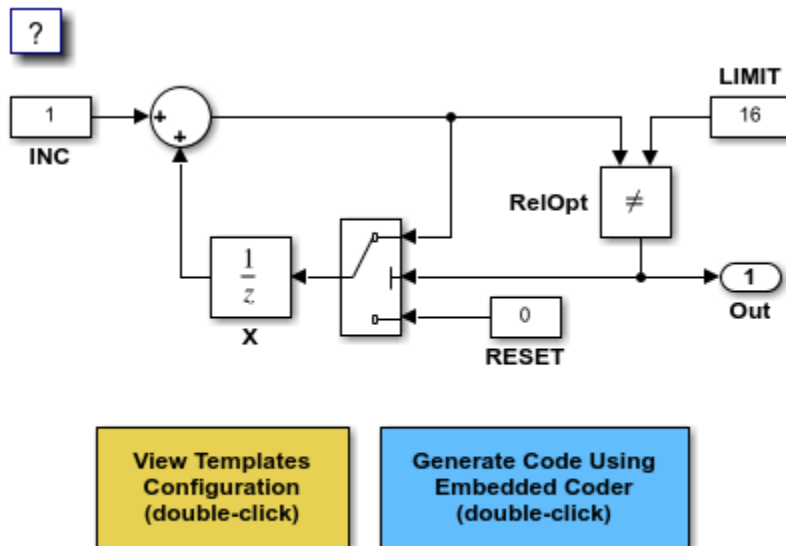 ?
LIMIT
1
16
+
+
INC
RelOpt
≠
1
z
1
X
0
Out
RESET
View Templates
Configuration
(double-click)
Generate Code Using
Embedded Coder
(double-click)